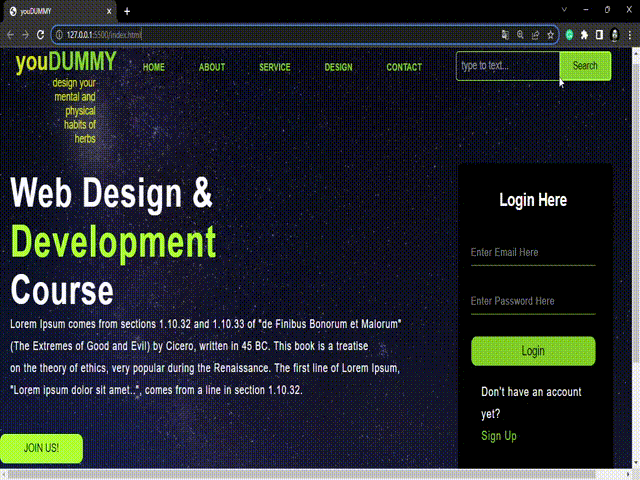 youDUMMY
127.0.0.1:5500/index.html
youDUMMY
design your
mental and
physical
habits of
herbs
HOME
ABOUT
SERVICE
DESIGN
CONTACT
type to text...
Search
Web Design &
Development
Course
Lorem Ipsum comes from sections 1.10.32 and 1.10.33 of "de Finibus Bonorum et Malorum"
(The Extremes of Good and Evil) by Cicero, written in 45 BC. This book is a treatise
on the theory of ethics, very popular during the Renaissance. The first line of Lorem Ipsum,
"Lorem ipsum dolor sit amet..", comes from a line in section 1.10.32.
JOIN US!
Login Here
Enter Email Here
Enter Password Here
Login
Don't have an account
yet?
Sign Up